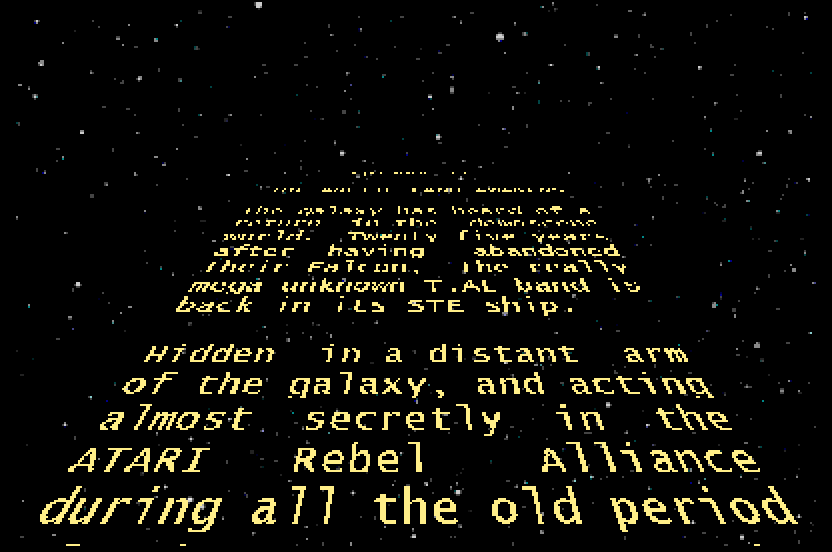 The galaxy has heard of a
return in the demoscene
world. Twenty five years
after having abandoned
their Falcon, the really
mega unknown T.AL band is
back in its STE ship.
Hidden in a distant arm
of the galaxy, and acting
almost secretly in the
ATARI Rebel Alliance
during all the old period